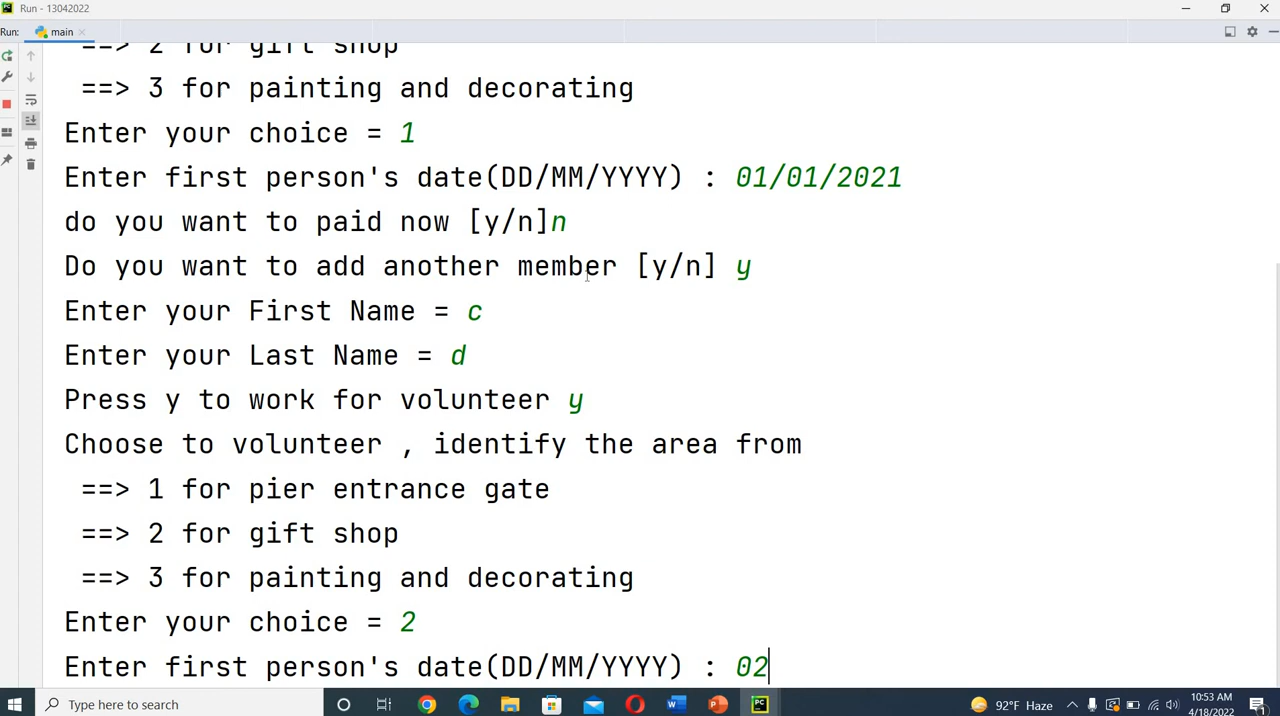 Run - 13042022
Run: main
==> 2 for gift shop
==> 3 for painting and decorating
Enter your choice = 1
Enter first person's date(DD/MM/YYYY) : 01/01/2021
do you want to paid now [y/n]n
Do you want to add another member [y/n] y
Enter your First Name = c
Enter your Last Name = d
Press y to work for volunteer y
Choose to volunteer , identify the area from
==> 1 for pier entrance gate
==> 2 for gift shop
==> 3 for painting and decorating
Enter your choice = 2
Enter first person's date(DD/MM/YYYY) : 02
Type here to search
92°F Haze
10:53 AM
4/18/2022